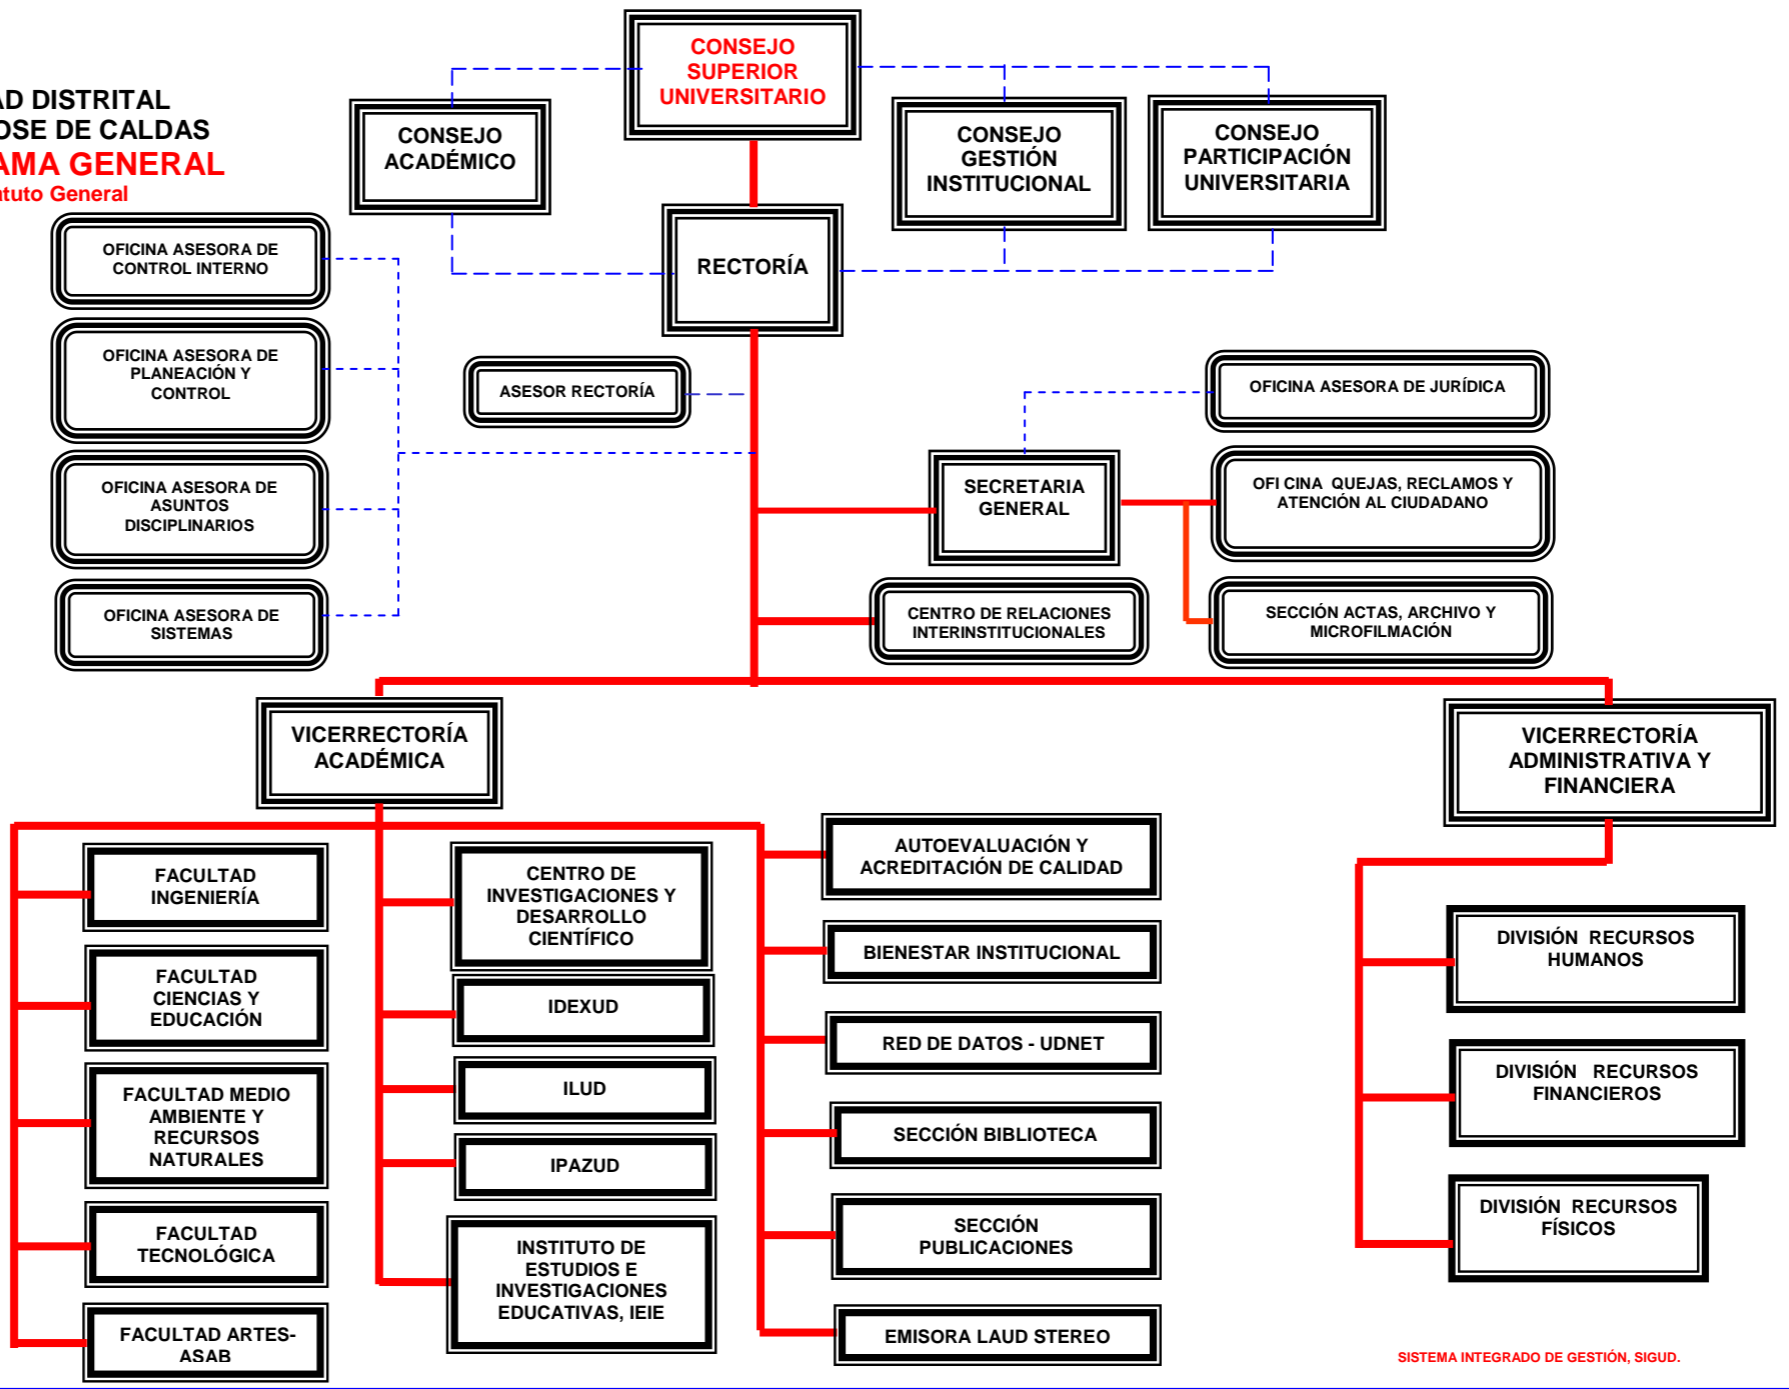 AD DISTRITAL
OSE DE CALDAS
AMA GENERAL
tuto General
CONSEJO
SUPERIOR
UNIVERSITARIO
CONSEJO
ACADÉMICO
CONSEJO
GESTIÓN
INSTITUCIONAL
CONSEJO
PARTICIPACIÓN
UNIVERSITARIA
RECTORÍA
OFICINA ASESORA DE
CONTROL INTERNO
OFICINA ASESORA DE
PLANEACIÓN Y
CONTROL
OFICINA ASESORA DE
ASUNTOS
DISCIPLINARIOS
OFICINA ASESORA DE
SISTEMAS
ASESOR RECTORÍA
OFICINA ASESORA DE JURÍDICA
SECRETARIA
GENERAL
OFI CINA  QUEJAS, RECLAMOS Y
ATENCIÓN AL CIUDADANO
CENTRO DE RELACIONES
INTERINSTITUCIONALES
SECCIÓN ACTAS, ARCHIVO Y
MICROFILMACIÓN
VICERRECTORÍA
ACADÉMICA
VICERRECTORÍA
ADMINISTRATIVA Y
FINANCIERA
FACULTAD
INGENIERÍA
FACULTAD
CIENCIAS Y
EDUCACIÓN
FACULTAD MEDIO
AMBIENTE Y
RECURSOS
NATURALES
FACULTAD
TECNOLÓGICA
FACULTAD ARTES-
ASAB
CENTRO DE
INVESTIGACIONES Y
DESARROLLO
CIENTÍFICO
IDEXUD
ILUD
IPAZUD
INSTITUTO DE
ESTUDIOS E
INVESTIGACIONES
EDUCATIVAS, IEIE
AUTOEVALUACIÓN Y
ACREDITACIÓN DE CALIDAD
BIENESTAR INSTITUCIONAL
RED DE DATOS - UDNET
SECCIÓN BIBLIOTECA
SECCIÓN
PUBLICACIONES
EMISORA LAUD STEREO
DIVISIÓN  RECURSOS
HUMANOS
DIVISIÓN   RECURSOS
FINANCIEROS
DIVISIÓN  RECURSOS
FÍSICOS
SISTEMA INTEGRADO DE GESTIÓN, SIGUD.